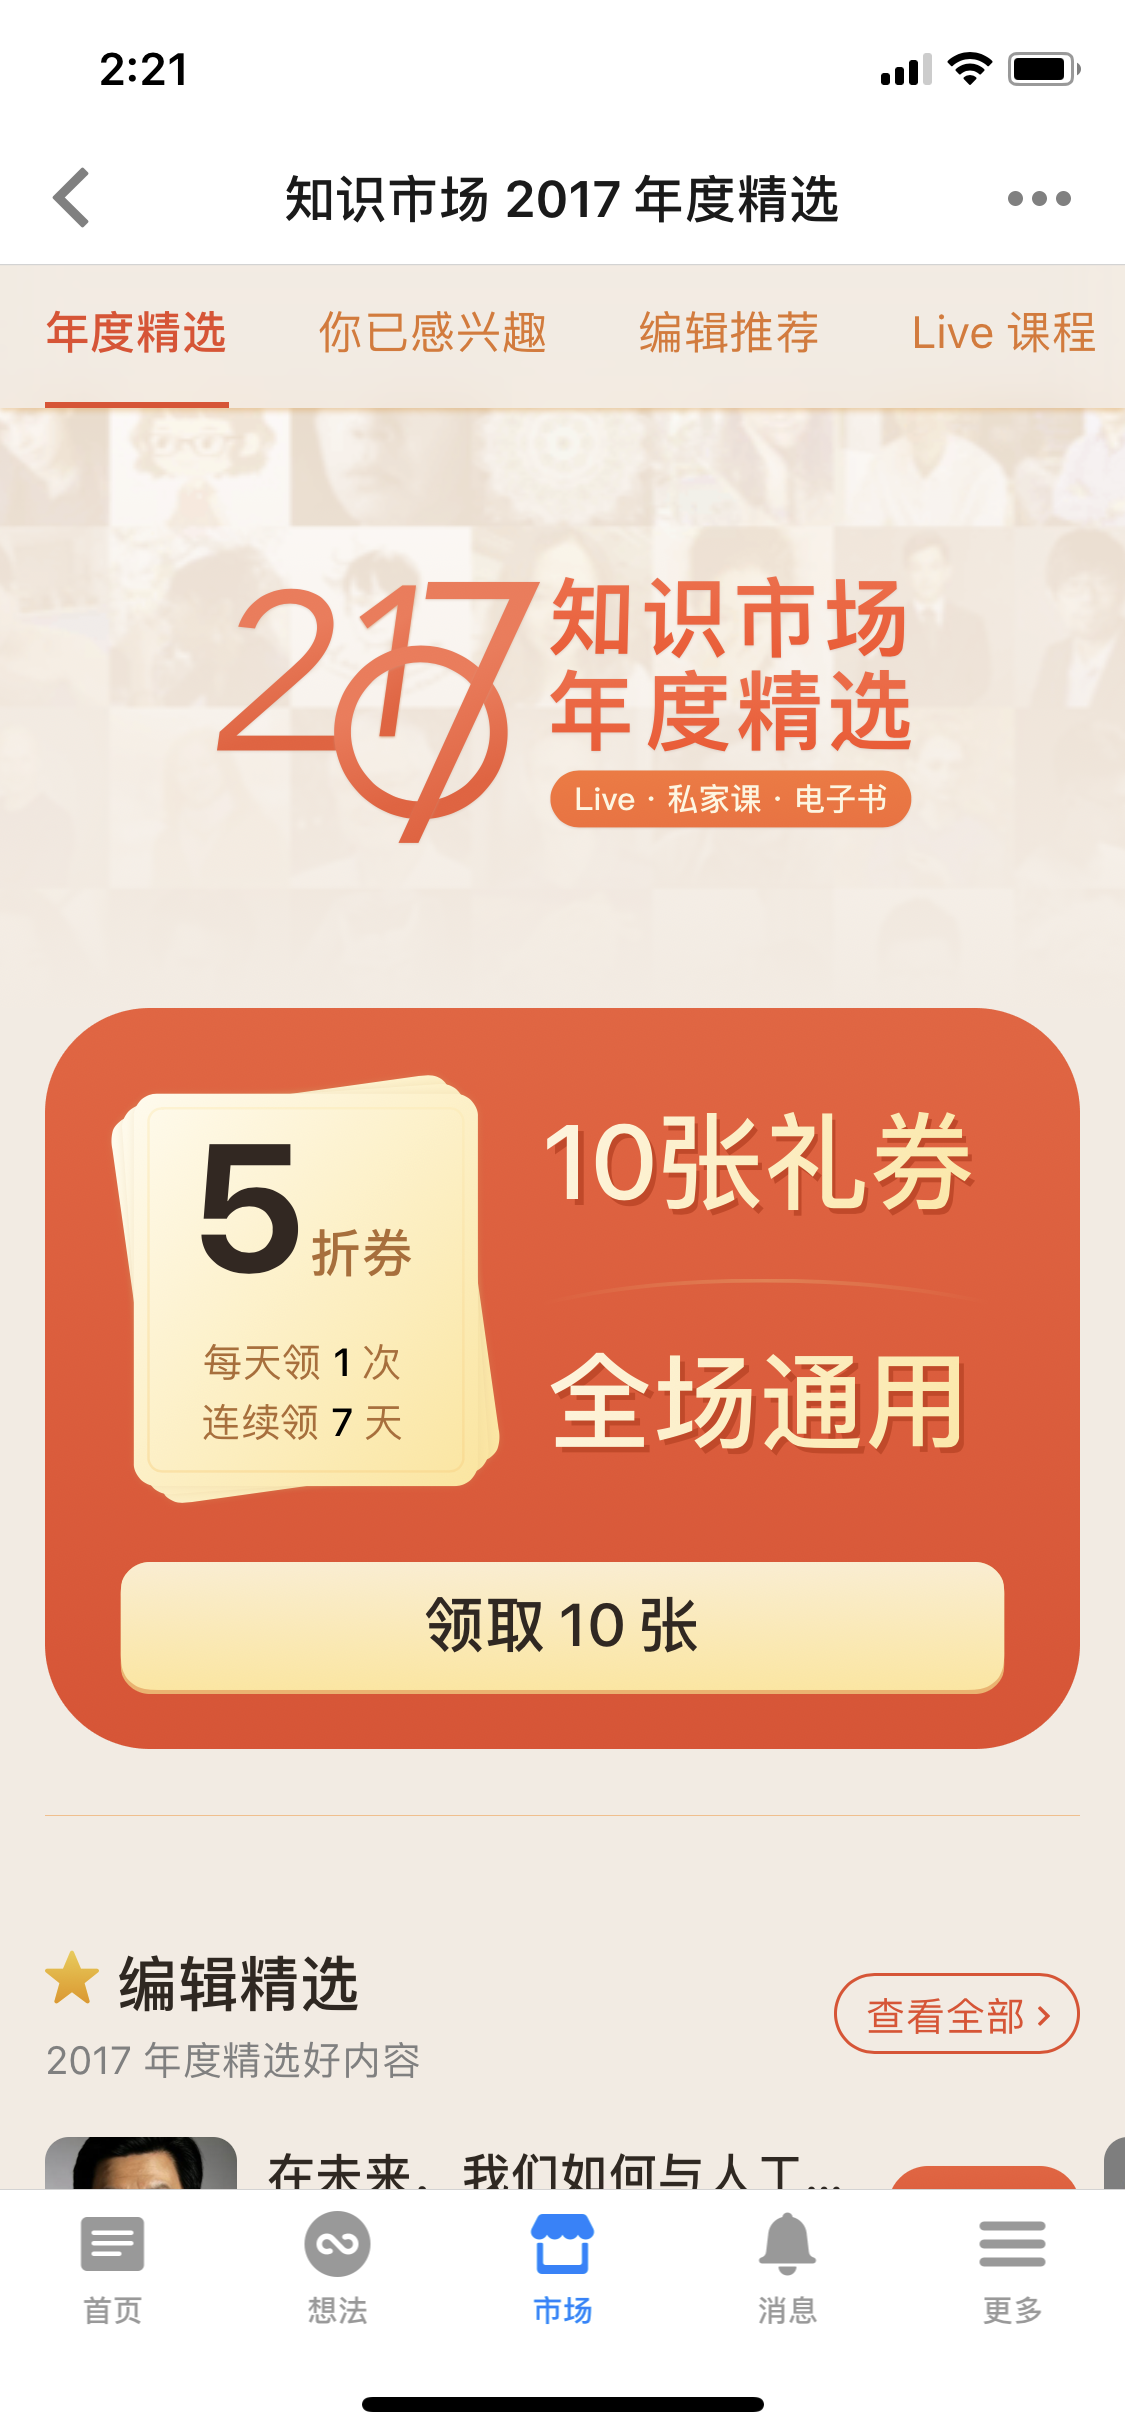 2:21
知识市场 2017 年度精选
年度精选
你已感兴趣
编辑推荐
Live 课程
2017
知识市场
年度精选
Live · 私家课 · 电子书
5折券
每天领 1 次
连续领 7 天
10张礼券
全场通用
领取 10 张
编辑精选
2017 年度精选好内容
查看全部
在未来，我们如何与人工...
首页
想法
市场
消息
更多